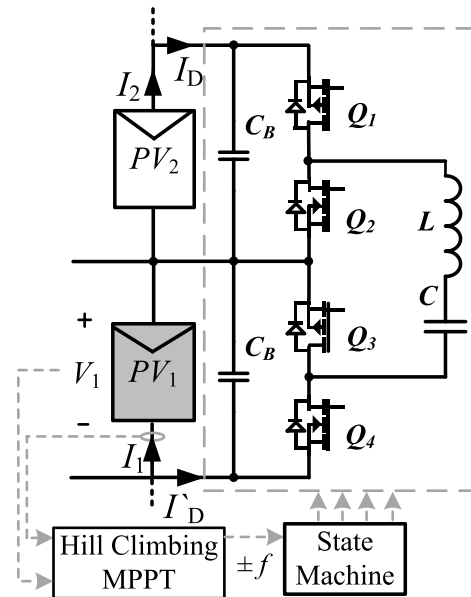 I2
ID
CB
Q1
PV2
Q2
L
C
+
V1
-
PV1
CB
Q3
Q4
I1
I`D
Hill Climbing
MPPT
± f
State
Machine